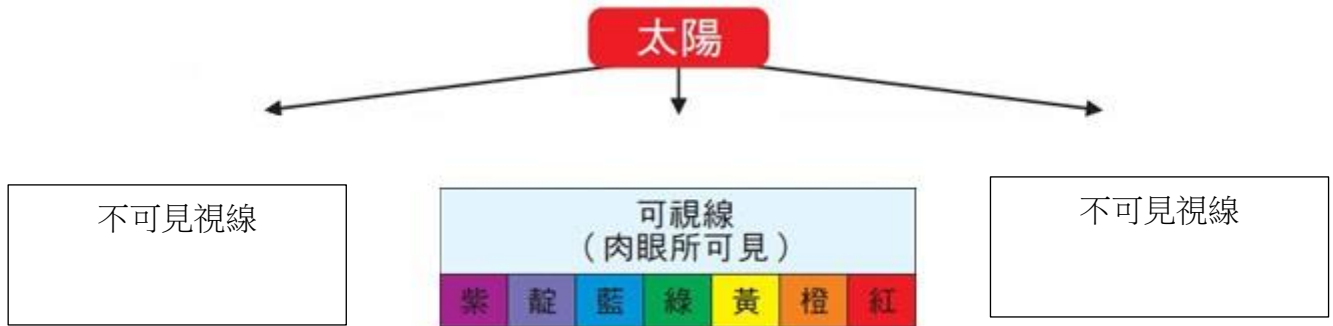 太陽
不可見視線
可視線
（肉眼所可見）
紫 靛 藍 綠 黃 橙 紅
不可見視線